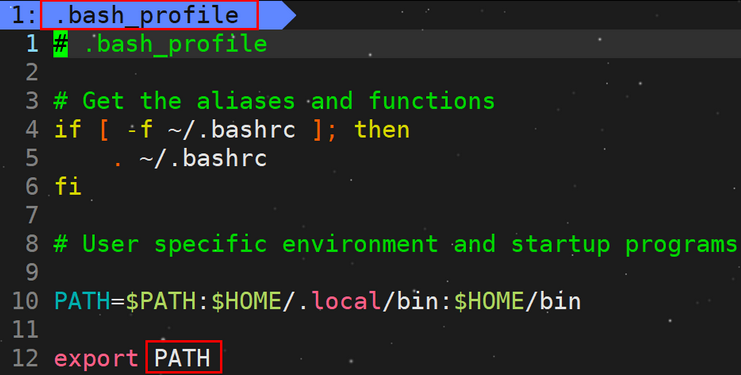 1: .bash_profile
1 # .bash_profile
2
3 # Get the aliases and functions
4 if [ -f ~/.bashrc ]; then
5     . ~/.bashrc
6 fi
7
8 # User specific environment and startup programs
9
10 PATH=$PATH:$HOME/.local/bin:$HOME/bin
11
12 export PATH